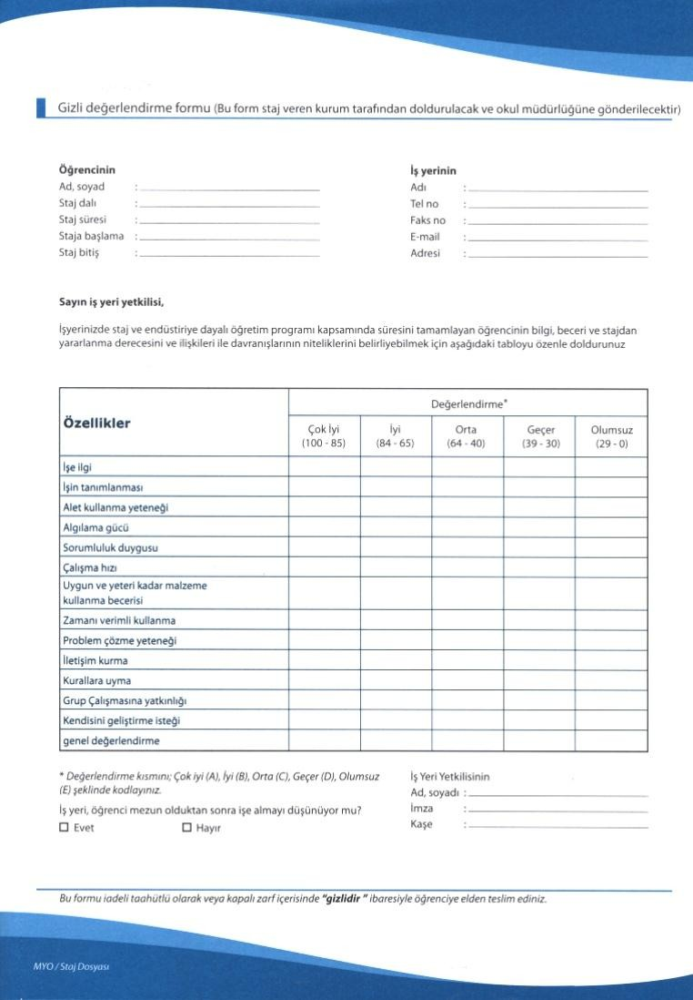 Gizli değerlendirme formu (Bu form staj veren kurum tarafından doldurulacak ve okul müdürlüğüne gönderilecektir)
Öğrencinin
Ad, soyad :
Staj dalı :
Staj süresi :
Staja başlama :
Staj bitiş :
İş yerinin
Adı :
Tel no :
Faks no :
E-mail :
Adresi :
Sayın iş yeri yetkilisi,
İşyerinizde staj ve endüstiriye dayalı öğretim programı kapsamında süresini tamamlayan öğrencinin bilgi, beceri ve stajdan
yararlanma derecesini ve ilişkileri ile davranışlarının niteliklerini belirliyebilmek için aşağıdaki tabloyu özenle doldurunuz
Özellikler
Değerlendirme*
Çok İyi
(100 - 85)
İyi
(84 - 65)
Orta
(64 - 40)
Geçer
(39 - 30)
Olumsuz
(29 - 0)
İşe ilgi
İşin tanımlanması
Alet kullanma yeteneği
Algılama gücü
Sorumluluk duygusu
Çalışma hızı
Uygun ve yeteri kadar malzeme
kullanma becerisi
Zamanı verimli kullanma
Problem çözme yeteneği
İletişim kurma
Kurallara uyma
Grup Çalışmasına yatkınlığı
Kendisini geliştirme isteği
genel değerlendirme
* Değerlendirme kısmını; Çok iyi (A), İyi (B), Orta (C), Geçer (D), Olumsuz
(E) şeklinde kodlayınız.
İş yeri, öğrenci mezun olduktan sonra işe almayı düşünüyor mu?
Evet
Hayır
İş Yeri Yetkilisinin
Ad, soyadı :
İmza :
Kaşe :
Bu formu iadeli taahütlü olarak veya kapalı zarf içerisinde "gizlidir " ibaresiyle öğrenciye elden teslim ediniz.
MYO / Staj Dosyası